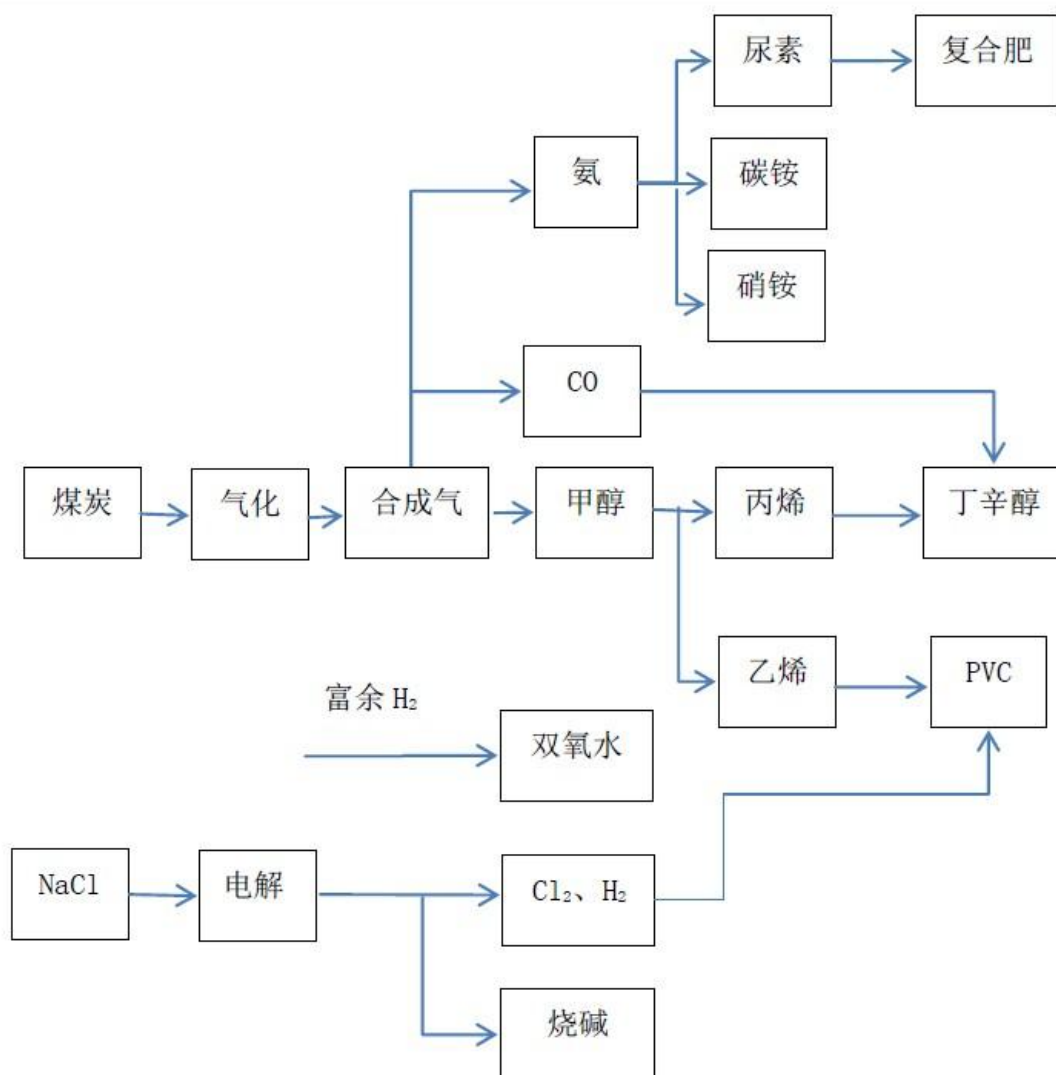 尿素
复合肥
氨
碳铵
硝铵
CO
煤炭
气化
合成气
甲醇
丙烯
丁辛醇
乙烯
PVC
富余 H₂
双氧水
NaCl
电解
Cl₂、H₂
烧碱